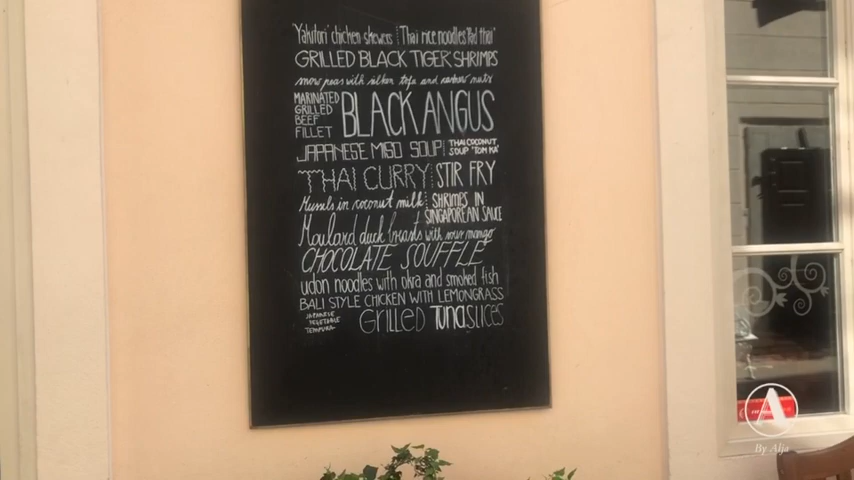 'Yakitori' chicken skewers Thai rice noodles 'Pad thai'
GRILLED BLACK TIGER SHRIMPS
snow peas with silken tofu and cashew nuts
MARINATED GRILLED BEEF FILLET BLACK ANGUS
JAPANESE MISO SOUP THAI COCONUT SOUP 'TOM KA'
THAI CURRY STIR FRY
Mussels in coconut milk SHRIMPS IN SINGAPOREAN SAUCE
Moulard duck breasts with sour mango
CHOCOLATE SOUFFLE
udon noodles with okra and smoked fish
BALI STYLE CHICKEN WITH LEMONGRASS
JAPANESE VEGETABLE TEMPURA GRILLED TUNA SLICES
A
By Alja